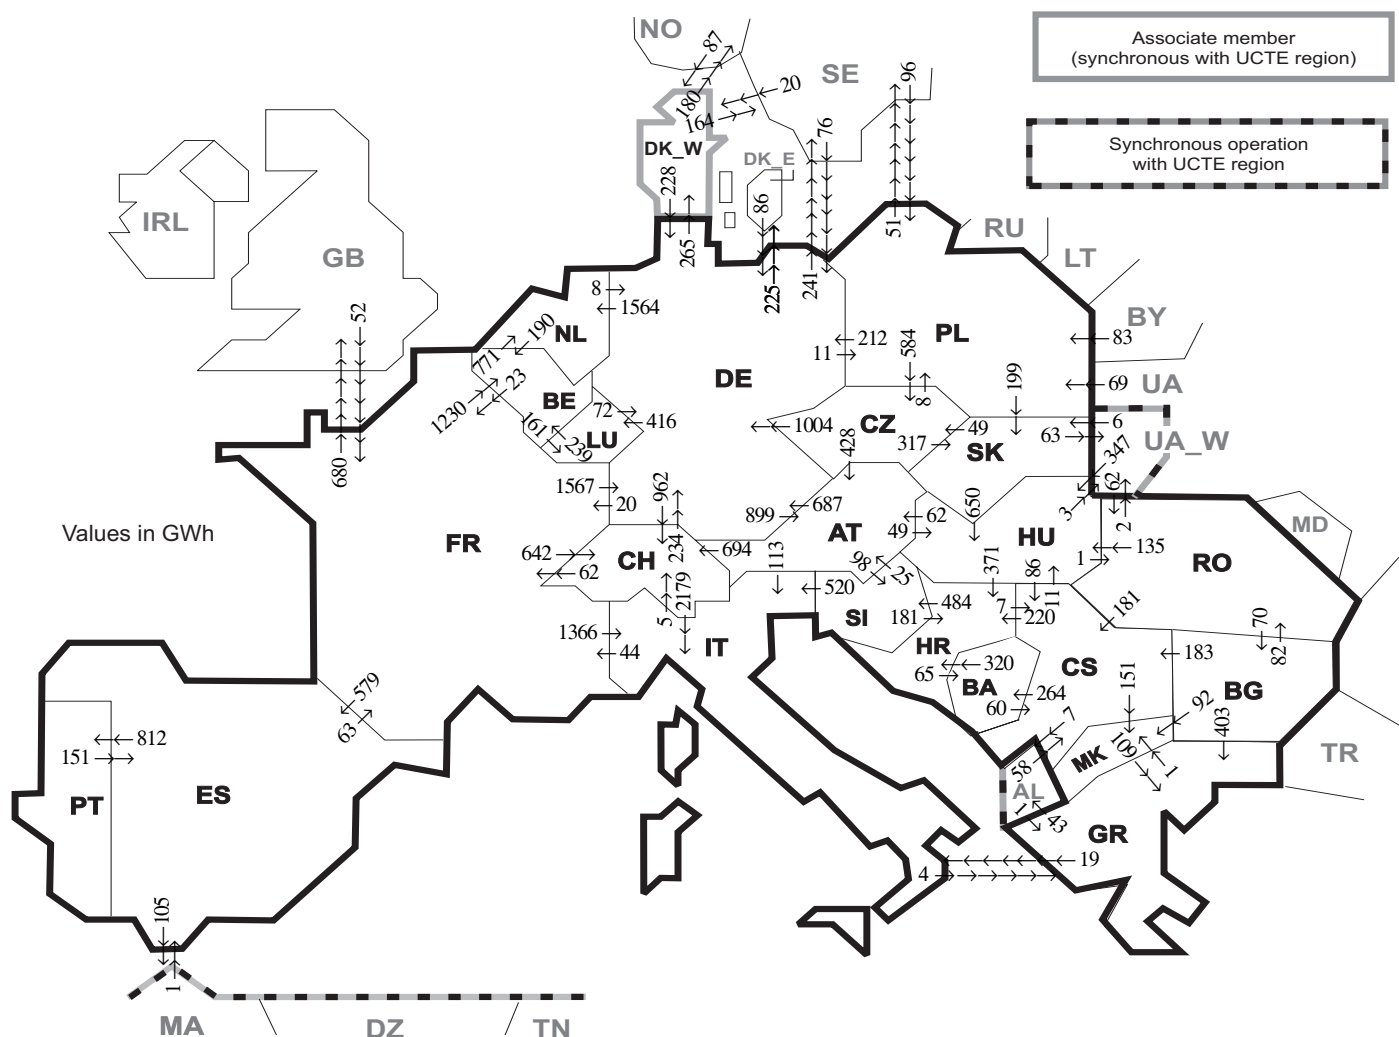 NO
87
180
SE
20
164
96
76
Associate member
(synchronous with UCTE region)
Synchronous operation
with UCTE region
DK_W
DK_E
228
86
265
225
241
51
IRL
GB
52
680
RU
LT
BY
83
69
UA
UA_W
6
63
347
62
3
2
8
1564
NL
190
771
23
1230
BE
161
239
LU
72
416
DE
PL
212
11
584
8
199
1004
CZ
428
49
317
SK
1567
20
962
234
Values in GWh
FR
642
62
CH
694
899
687
AT
62
49
650
HU
371
86
11
135
1
RO
MD
113
98
25
520
SI
181
484
7
220
181
5
2179
1366
44
IT
HR
320
65
BA
264
60
CS
151
183
70
82
BG
403
92
7
58
MK
109
1
AL
1
43
GR
TR
579
63
812
151
PT
ES
19
4
105
1
MA
DZ
TN